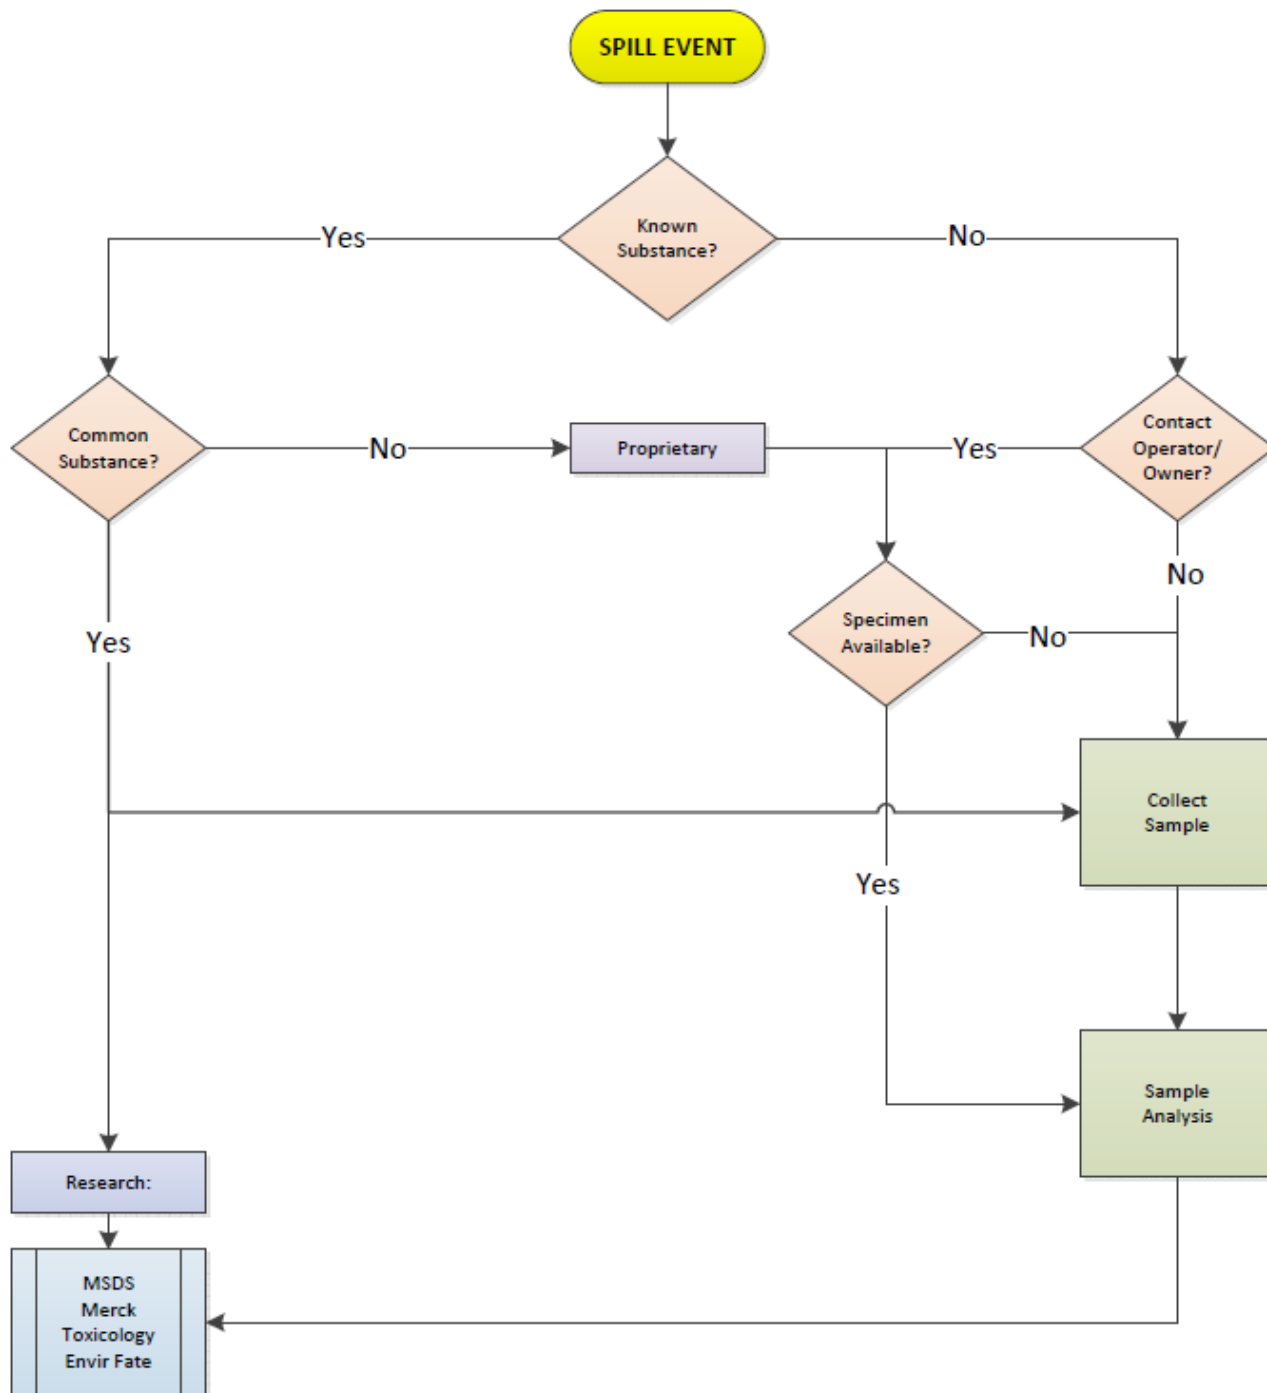 SPILL EVENT
Known
Substance?
Yes
No
Common
Substance?
No
Proprietary
Yes
Contact
Operator/
Owner?
No
Yes
Specimen
Available?
No
Collect
Sample
Yes
Sample
Analysis
Research:
MSDS
Merck
Toxicology
Envir Fate